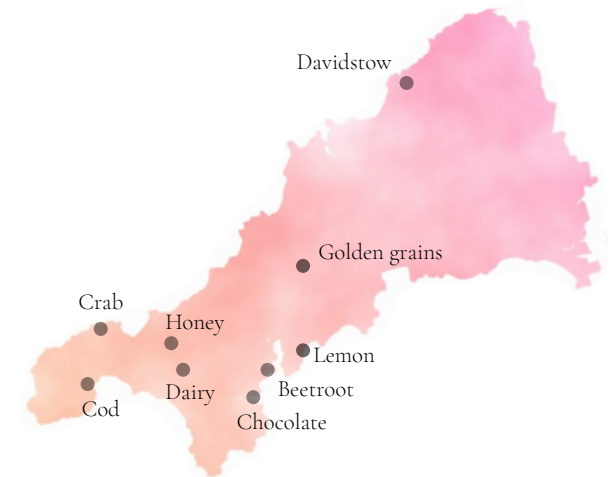 Davidstow
Golden grains
Crab
Honey
Lemon
Dairy
Beetroot
Cod
Chocolate